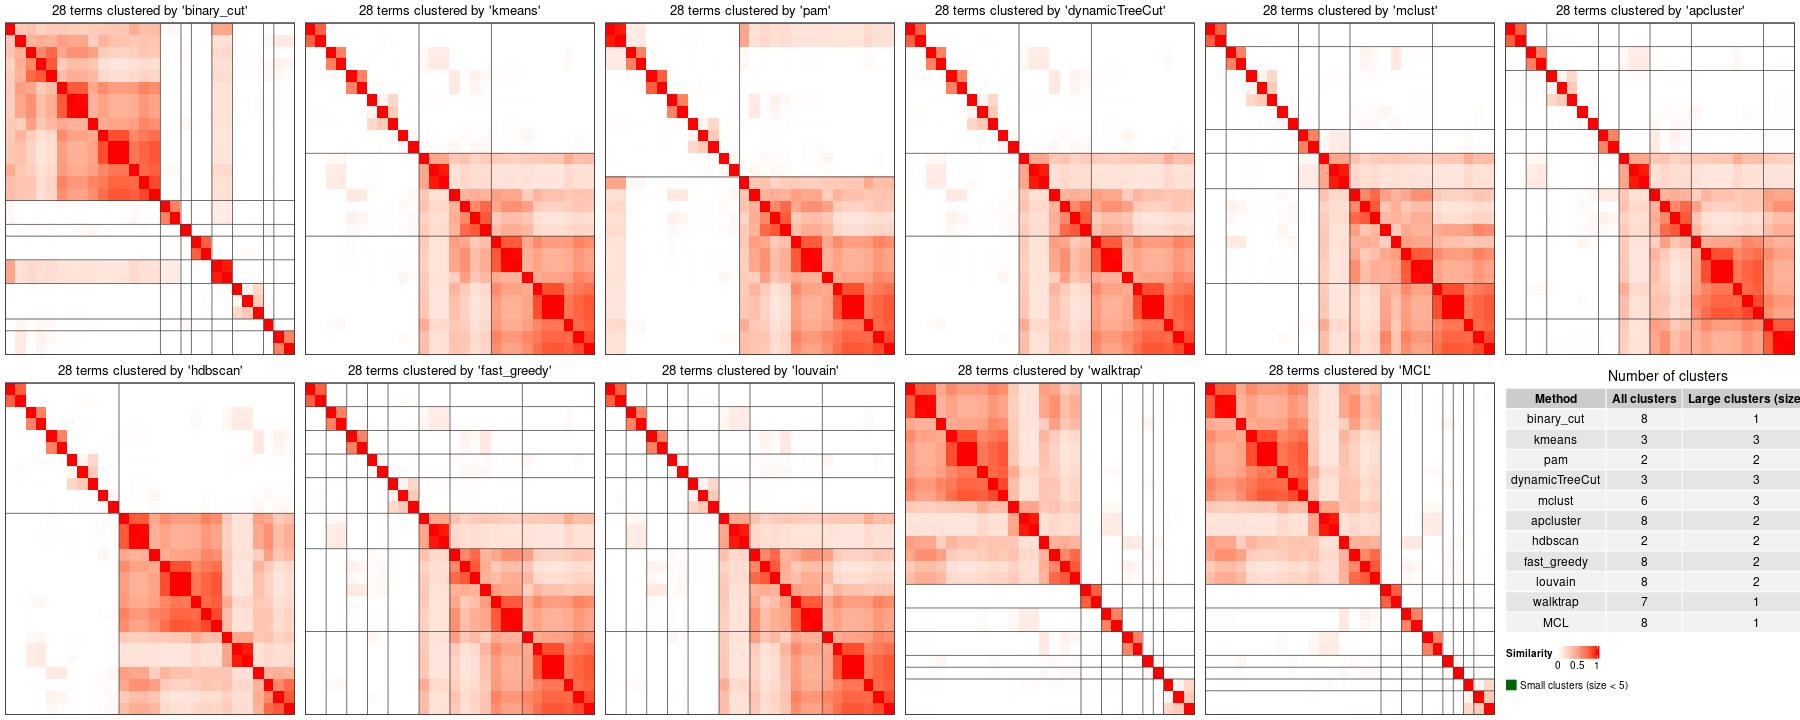 28 terms clustered by 'binary_cut'
28 terms clustered by 'kmeans'
28 terms clustered by 'pam'
28 terms clustered by 'dynamicTreeCut'
28 terms clustered by 'mclust'
28 terms clustered by 'apcluster'
28 terms clustered by 'hdbscan'
28 terms clustered by 'fast_greedy'
28 terms clustered by 'louvain'
28 terms clustered by 'walktrap'
28 terms clustered by 'MCL'
Number of clusters
Method All clusters Large clusters (size
binary_cut 8 1
kmeans 3 3
pam 2 2
dynamicTreeCut 3 3
mclust 6 3
apcluster 8 2
hdbscan 2 2
fast_greedy 8 2
louvain 8 2
walktrap 7 1
MCL 8 1
Similarity
0 0.5 1
Small clusters (size < 5)